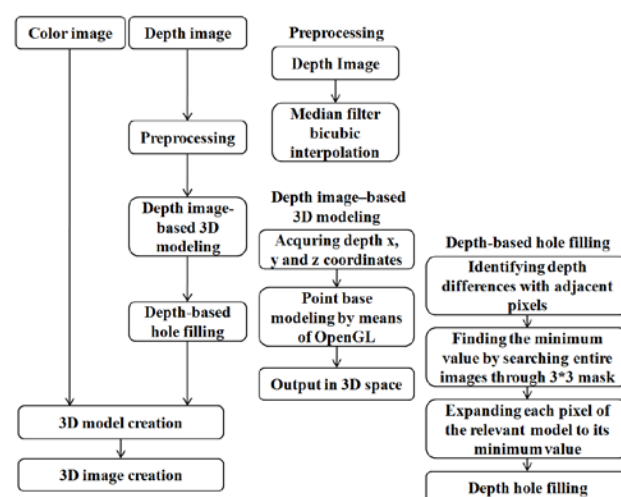 Color image
Depth image
Preprocessing
Depth image-
based 3D
modeling
Depth-based
hole filling
3D model creation
3D image creation
Preprocessing
Depth Image
Median filter
bicubic
interpolation
Depth image–based
3D modeling
Acquring depth x,
y and z coordinates
Point base
modeling by means
of OpenGL
Output in 3D space
Depth-based hole filling
Identifying depth
differences with adjacent
pixels
Finding the minimum
value by searching entire
images through 3*3 mask
Expanding each pixel of
the relevant model to its
minimum value
Depth hole filling